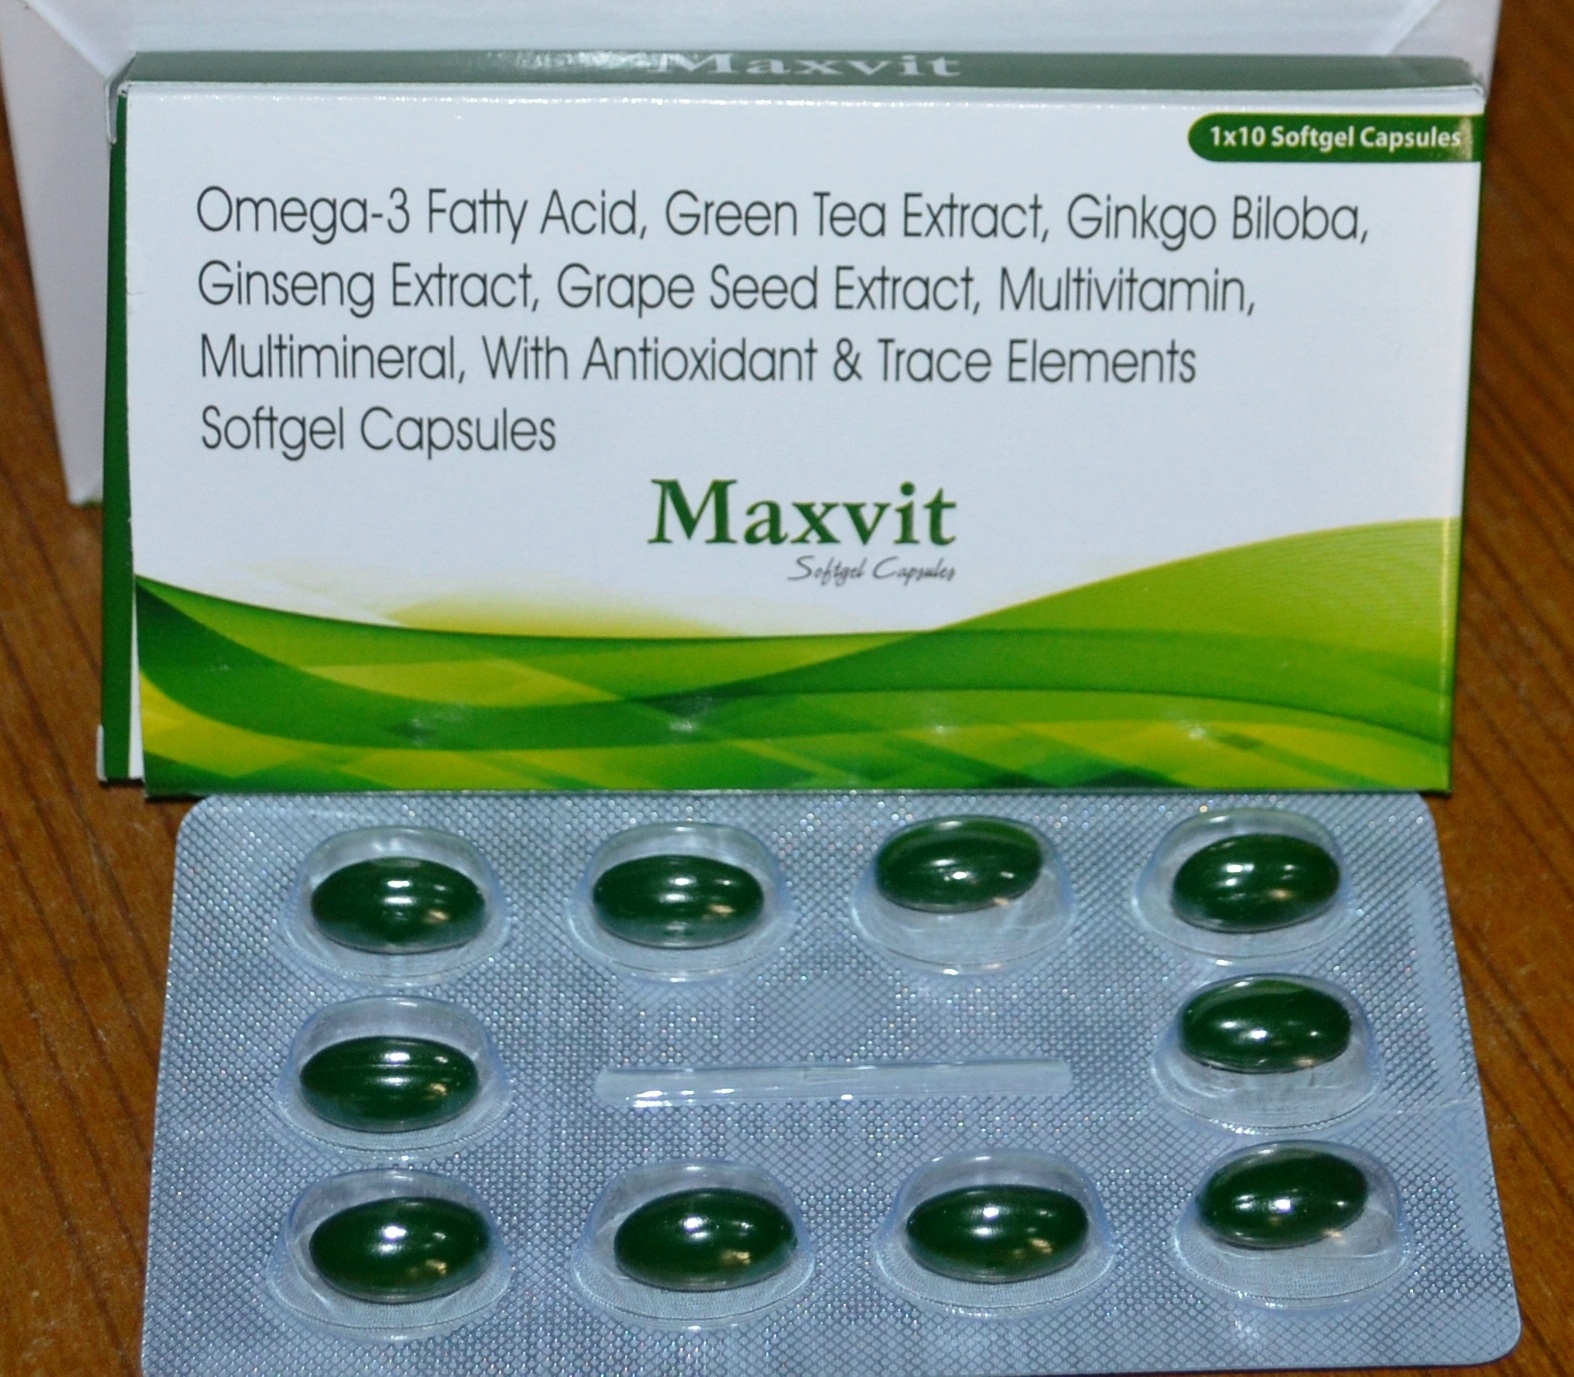 Maxvit
1x10 Softgel Capsules
Omega-3 Fatty Acid, Green Tea Extract, Ginkgo Biloba,
Ginseng Extract, Grape Seed Extract, Multivitamin,
Multimineral, With Antioxidant & Trace Elements
Softgel Capsules
Maxvit
Softgel Capsules